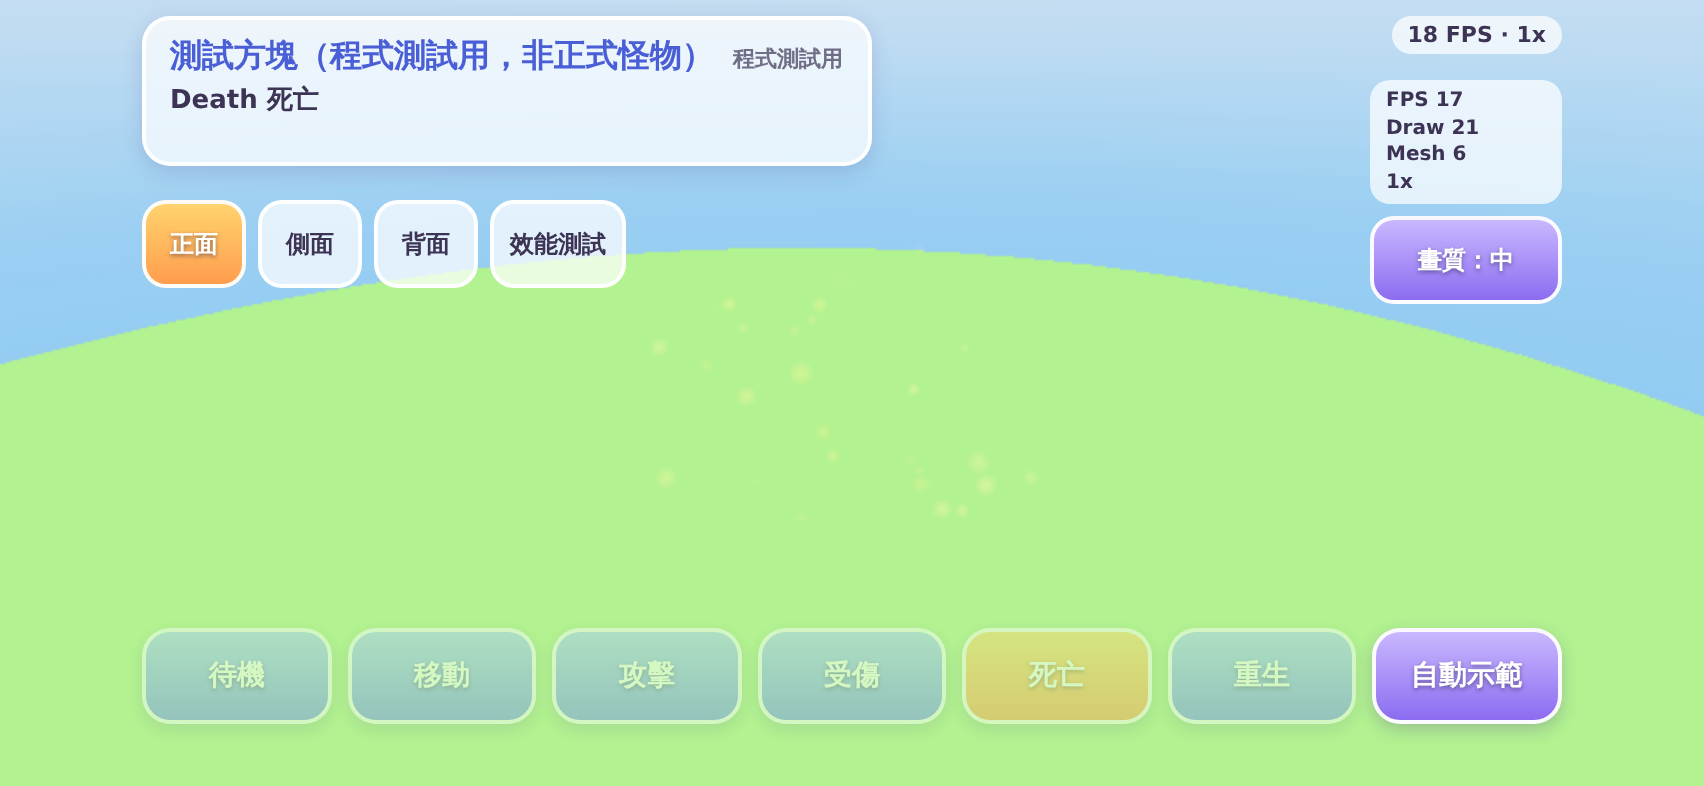 測試方塊（程式測試用，非正式怪物） 程式測試用
Death 死亡
18 FPS · 1x
FPS 17
Draw 21
Mesh 6
1x
正面
側面
背面
效能測試
畫質：中
待機
移動
攻擊
受傷
死亡
重生
自動示範